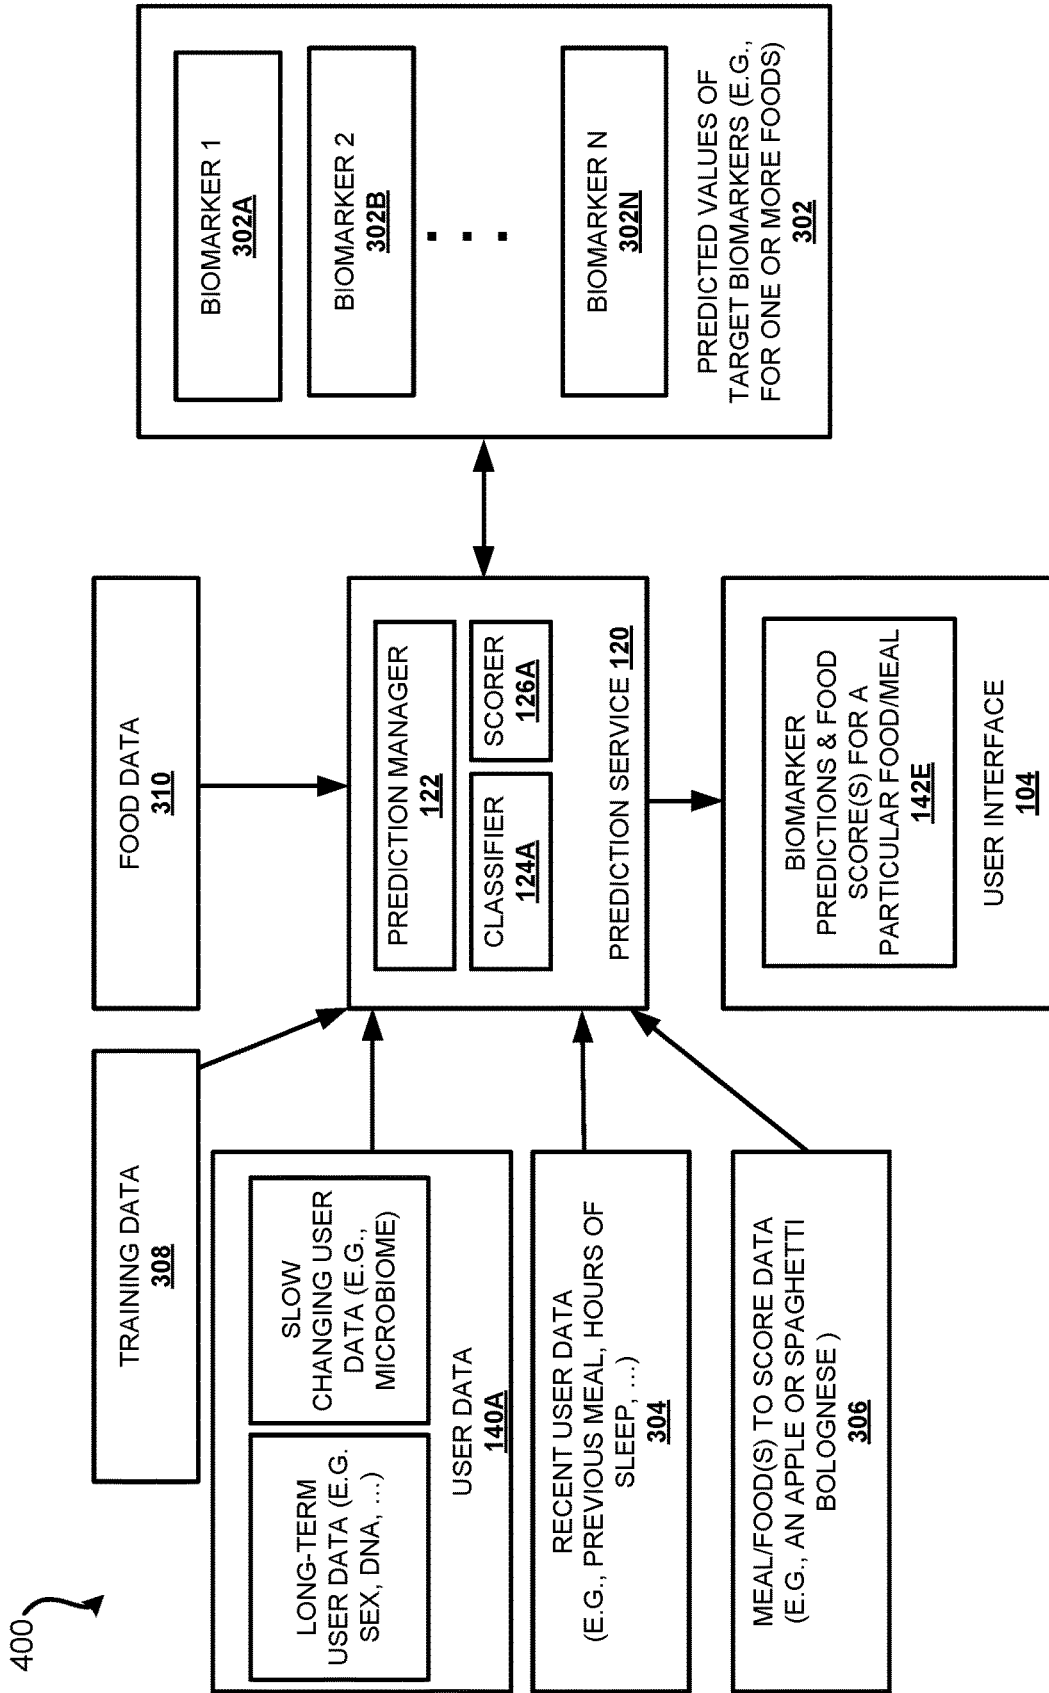 400
TRAINING DATA
308
FOOD DATA
310
LONG-TERM
USER DATA (E.G.
SEX, DNA, ...)
SLOW
CHANGING USER
DATA (E.G.,
MICROBIOME)
USER DATA
140A
RECENT USER DATA
(E.G., PREVIOUS MEAL, HOURS OF
SLEEP, ...)
304
MEAL/FOOD(S) TO SCORE DATA
(E.G., AN APPLE OR SPAGHETTI
BOLOGNESE )
306
PREDICTION MANAGER
122
CLASSIFIER
124A
SCORER
126A
PREDICTION SERVICE 120
BIOMARKER
PREDICTIONS & FOOD
SCORE(S) FOR A
PARTICULAR FOOD/MEAL
142E
USER INTERFACE
104
BIOMARKER 1
302A
BIOMARKER 2
302B
. . .
BIOMARKER N
302N
PREDICTED VALUES OF
TARGET BIOMARKERS (E.G.,
FOR ONE OR MORE FOODS)
302